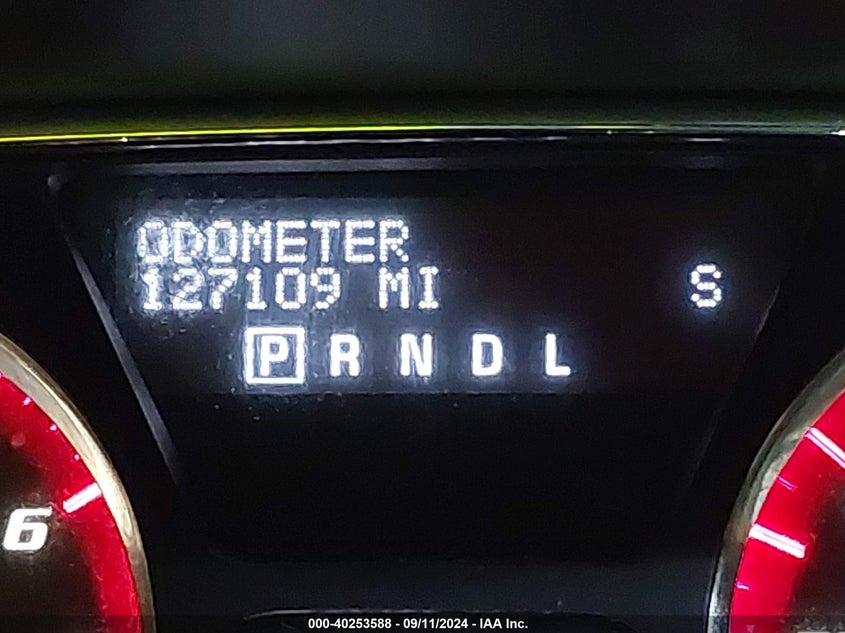 ODOMETER
127109 MI S
P R N D L
6
000-40253588 - 09/11/2024 - IAA Inc.